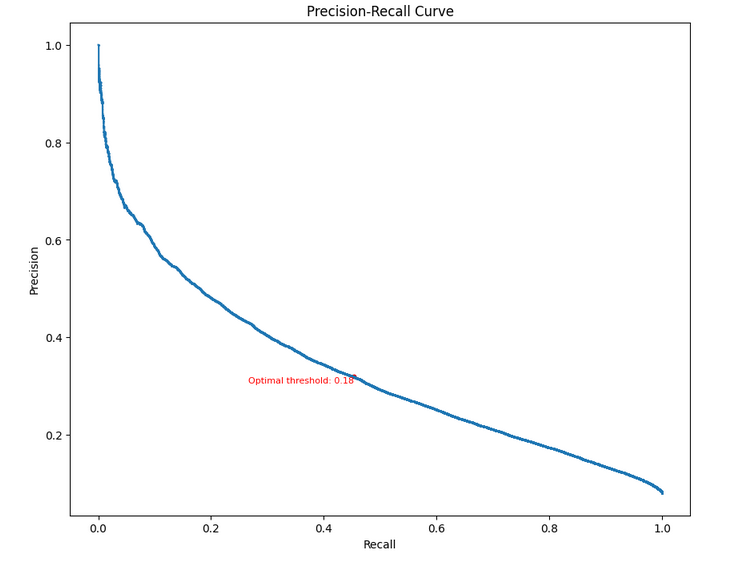 Precision-Recall Curve
1.0
0.8
0.6
0.4
0.2
Precision
Optimal threshold: 0.18
0.0 0.2 0.4 0.6 0.8 1.0
Recall